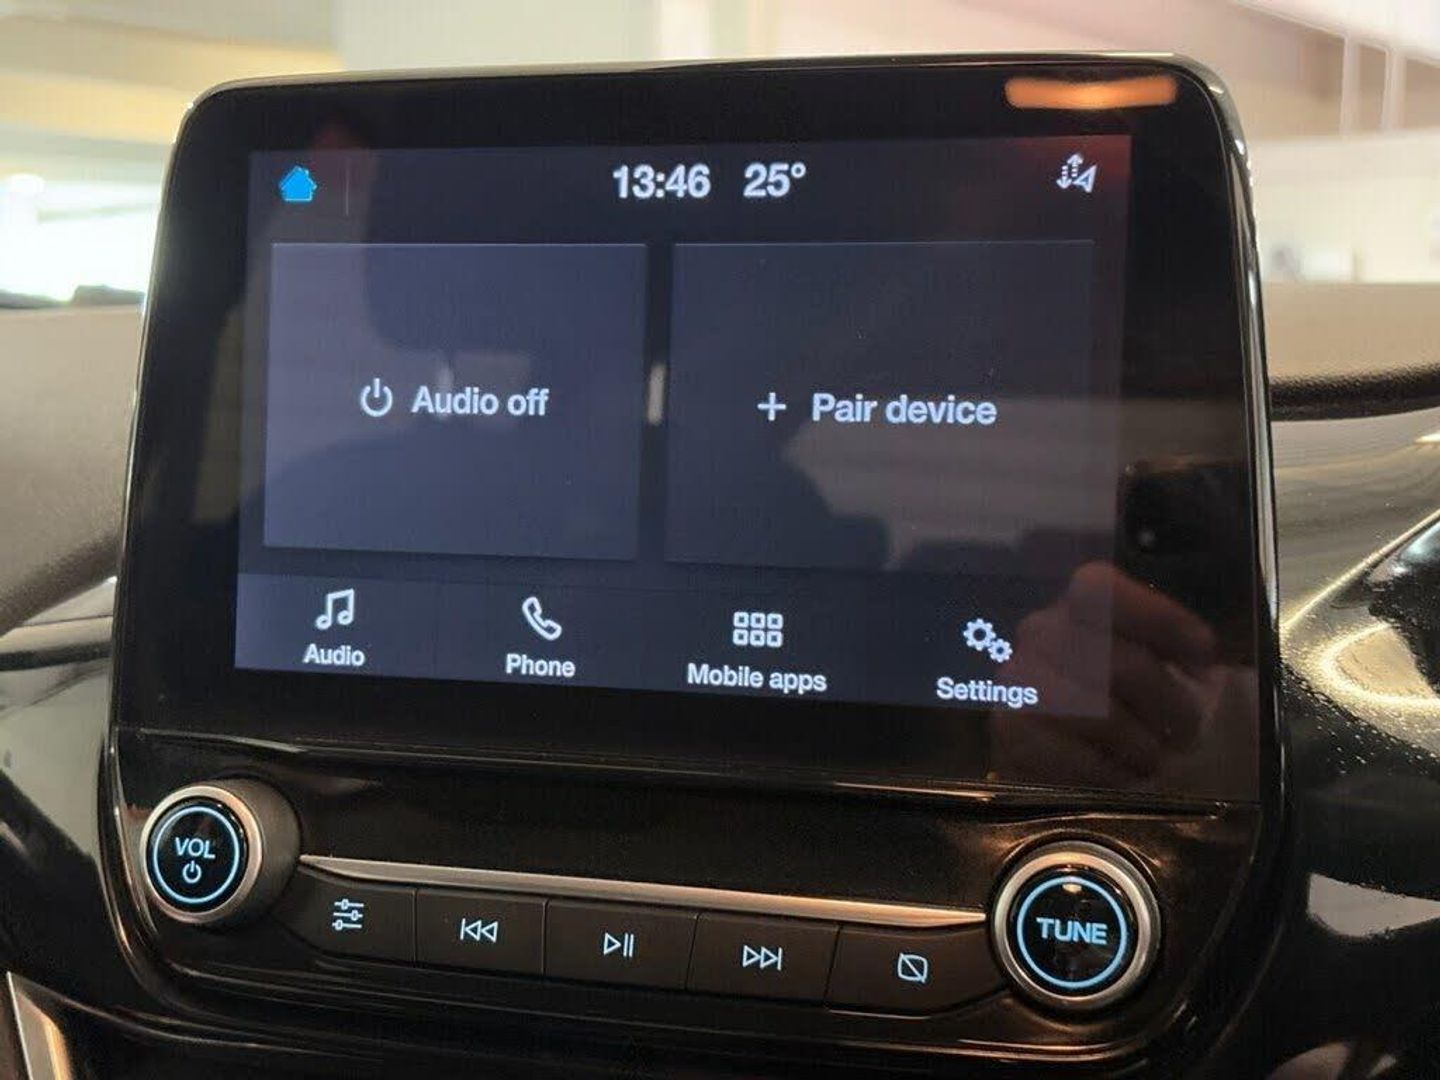 13:46 25°
Audio off
Pair device
Audio
Phone
Mobile apps
Settings
VOL
TUNE